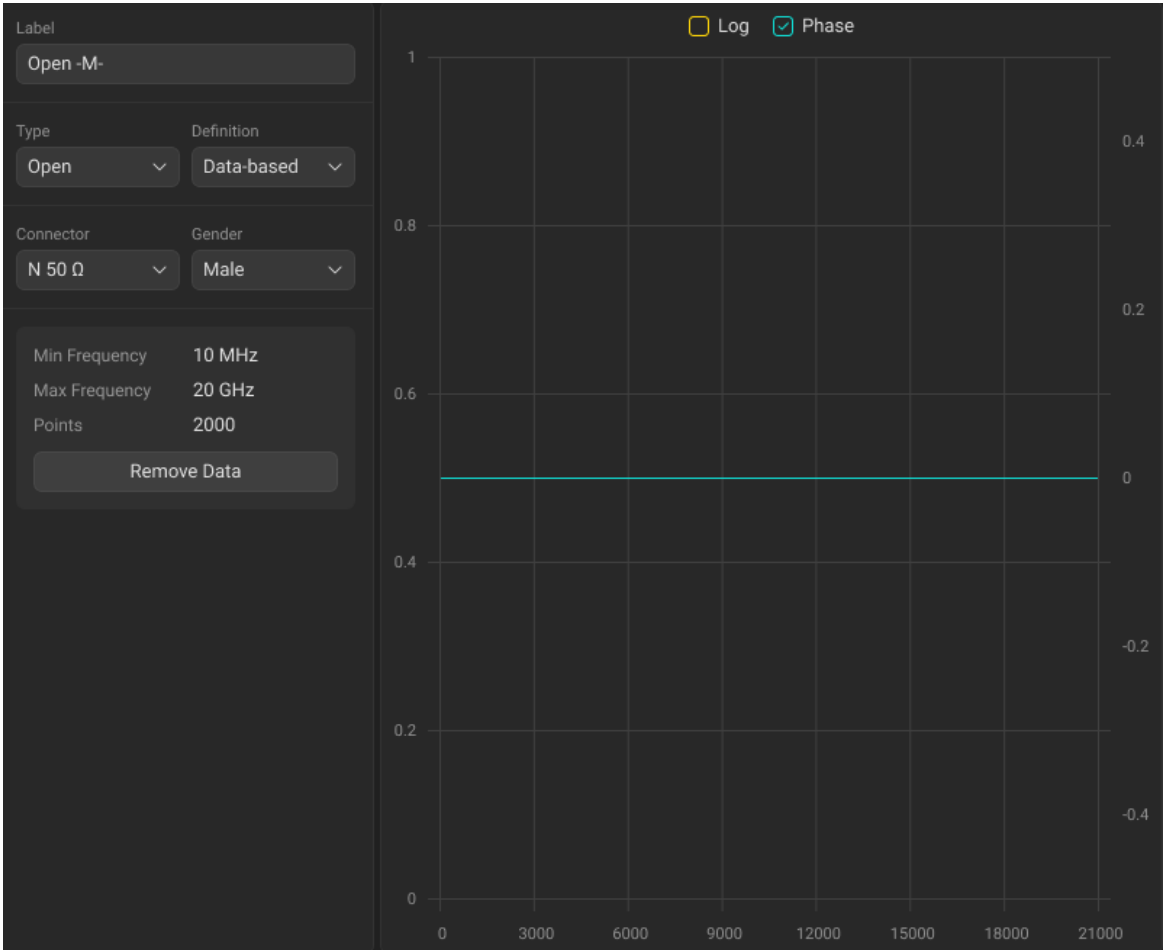 Label
Open -M-
Type
Definition
Open
Data-based
Connector
Gender
N 50 Ω
Male
Min Frequency
10 MHz
Max Frequency
20 GHz
Points
2000
Remove Data
Log
Phase
1
0.8
0.6
0.4
0.2
0
0.4
0.2
0
-0.2
-0.4
0
3000
6000
9000
12000
15000
18000
21000